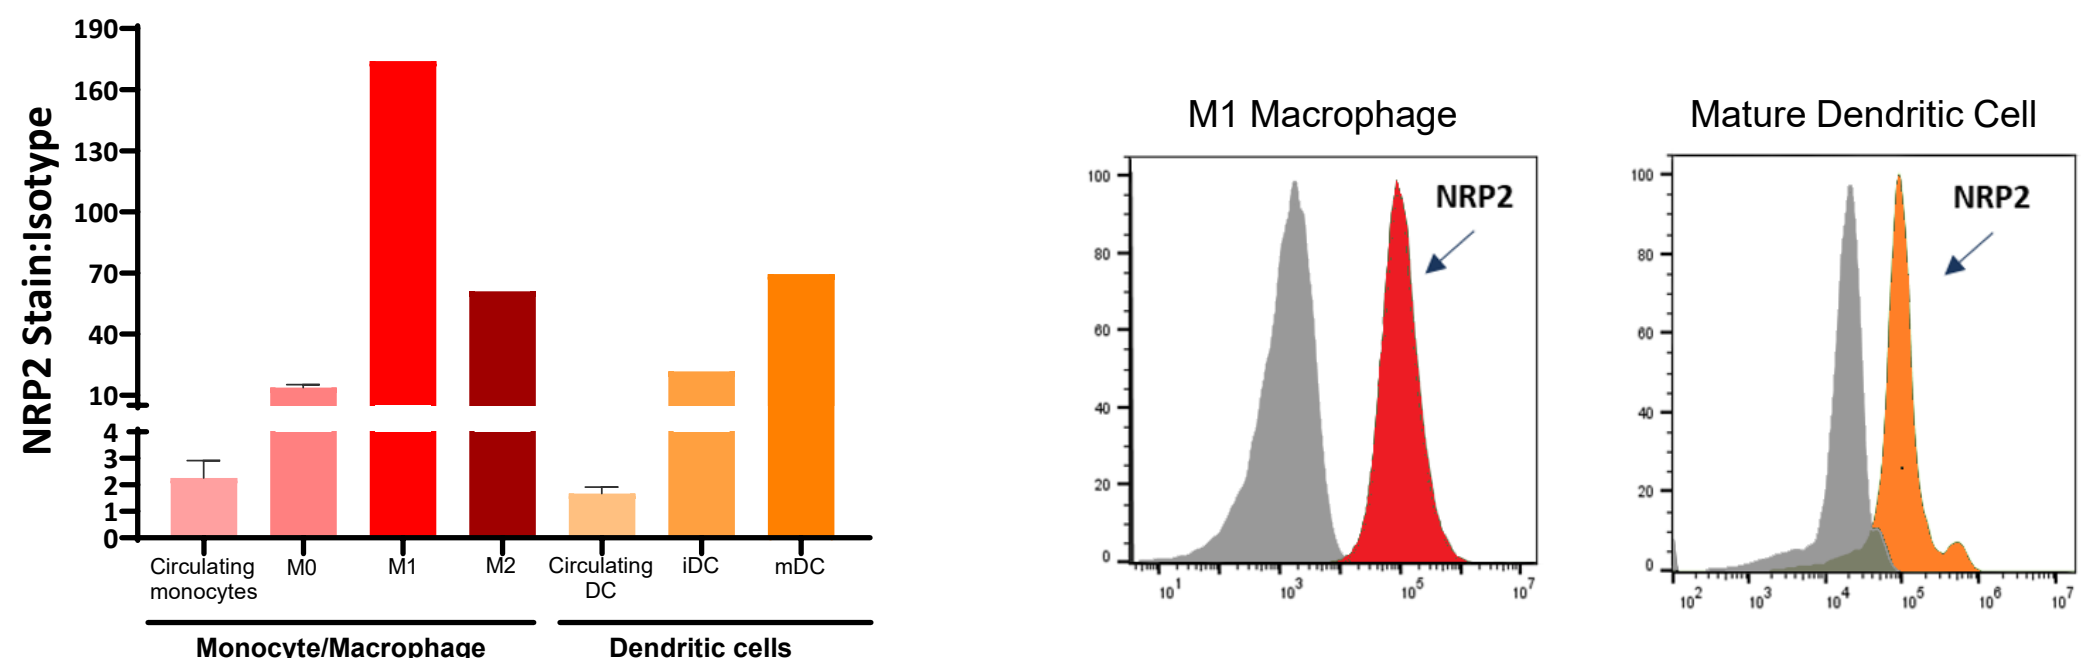 NRP2 Stain:Isotype
190
160
130
100
70
40
10
4
3
2
1
0
Circulating
monocytes
M0
M1
M2
Circulating
DC
iDC
mDC
Monocyte/Macrophage
Dendritic cells
M1 Macrophage
NRP2
100
80
60
40
20
0
10¹
10³
10⁵
10⁷
Mature Dendritic Cell
NRP2
100
80
60
40
20
0
10²
10³
10⁴
10⁵
10⁶
10⁷